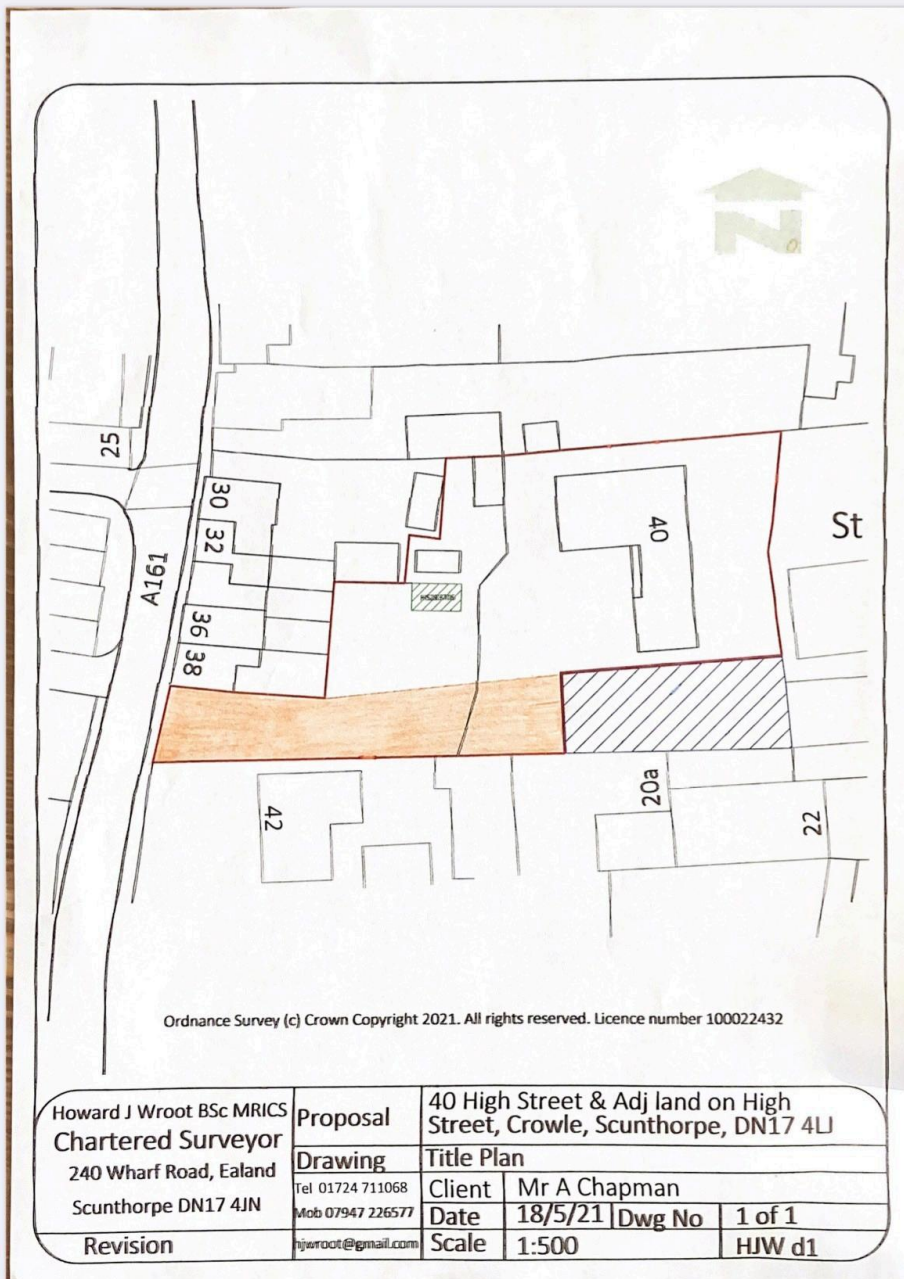 25
30
32
A161
36
38
40
St
42
20a
22
Ordnance Survey (c) Crown Copyright 2021. All rights reserved. Licence number 100022432
Howard J Wroot BSc MRICS
Chartered Surveyor
240 Wharf Road, Ealand
Scunthorpe DN17 4JN
Revision
Proposal
40 High Street & Adj land on High
Street, Crowle, Scunthorpe, DN17 4LJ
Drawing
Title Plan
Tel 01724 711068
Mob 07947 226577
hjwroot@gmail.com
Client
Mr A Chapman
Date
18/5/21
Dwg No
1 of 1
Scale
1:500
HJW d1